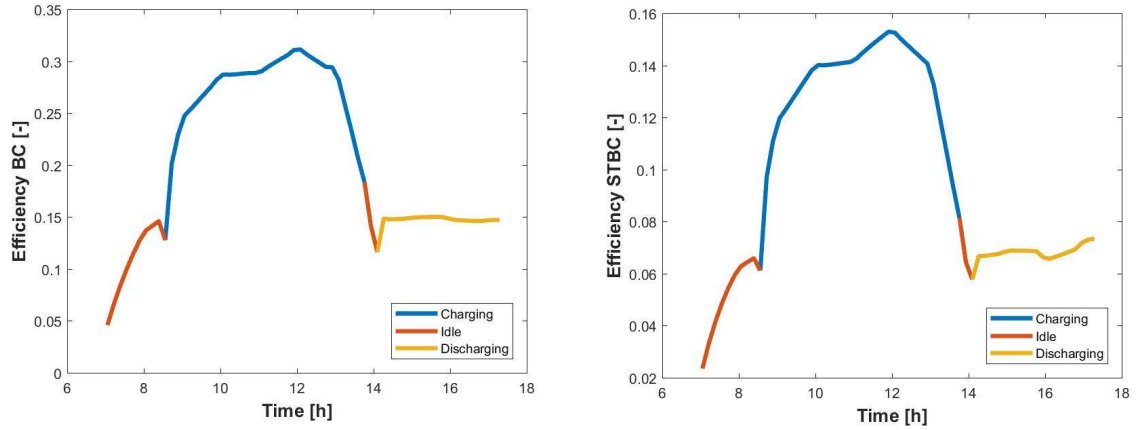 Efficiency BC [-]
0.35
0.3
0.25
0.2
0.15
0.1
0.05
0
6 8 10 12 14 16 18
Time [h]
Charging
Idle
Discharging
Efficiency STBC [-]
0.16
0.14
0.12
0.1
0.08
0.06
0.04
0.02
6 8 10 12 14 16 18
Time [h]
Charging
Idle
Discharging